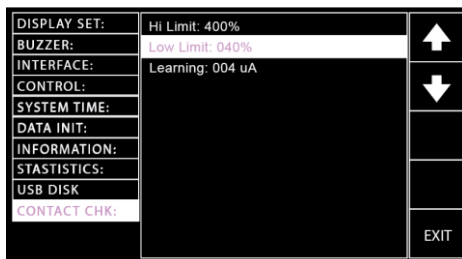 DISPLAY SET:
BUZZER:
INTERFACE:
CONTROL:
SYSTEM TIME:
DATA INIT:
INFORMATION:
STASTISTICS:
USB DISK
CONTACT CHK:
Hi Limit: 400%
Low Limit: 040%
Learning: 004 uA
EXIT